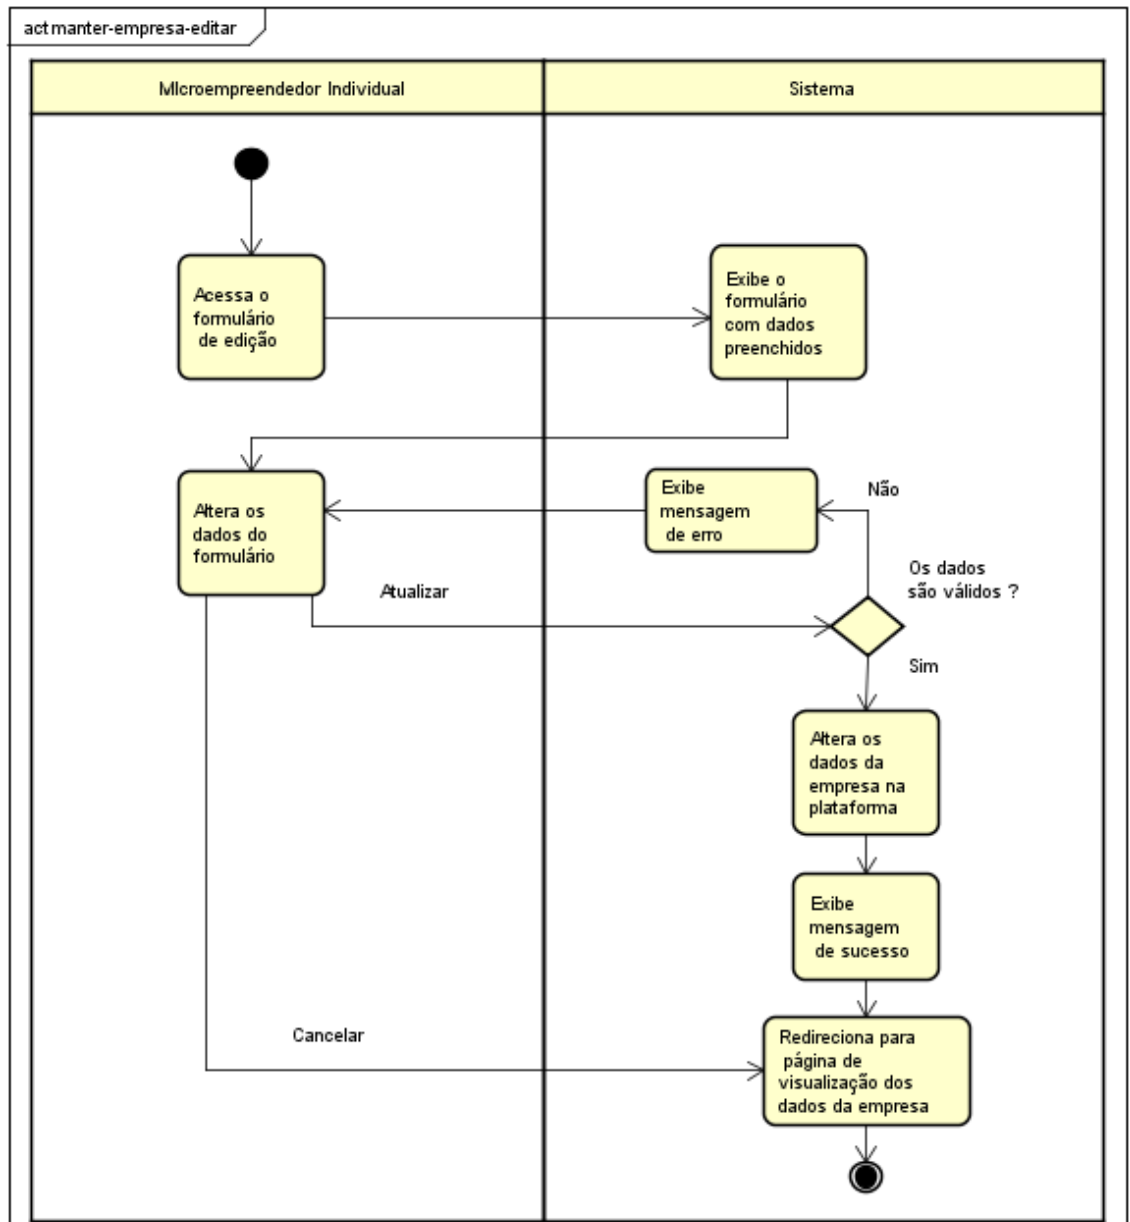 act manter-empresa-editar
MIcroempreendedor Individual
Sistema
Acessa o
formulário
de edição
Exibe o
formulário
com dados
preenchidos
Altera os
dados do
formulário
Exibe
mensagem
de erro
Não
Os dados
são válidos ?
Atualizar
Sim
Altera os
dados da
empresa na
plataforma
Exibe
mensagem
de sucesso
Cancelar
Redireciona para
página de
visualização dos
dados da empresa